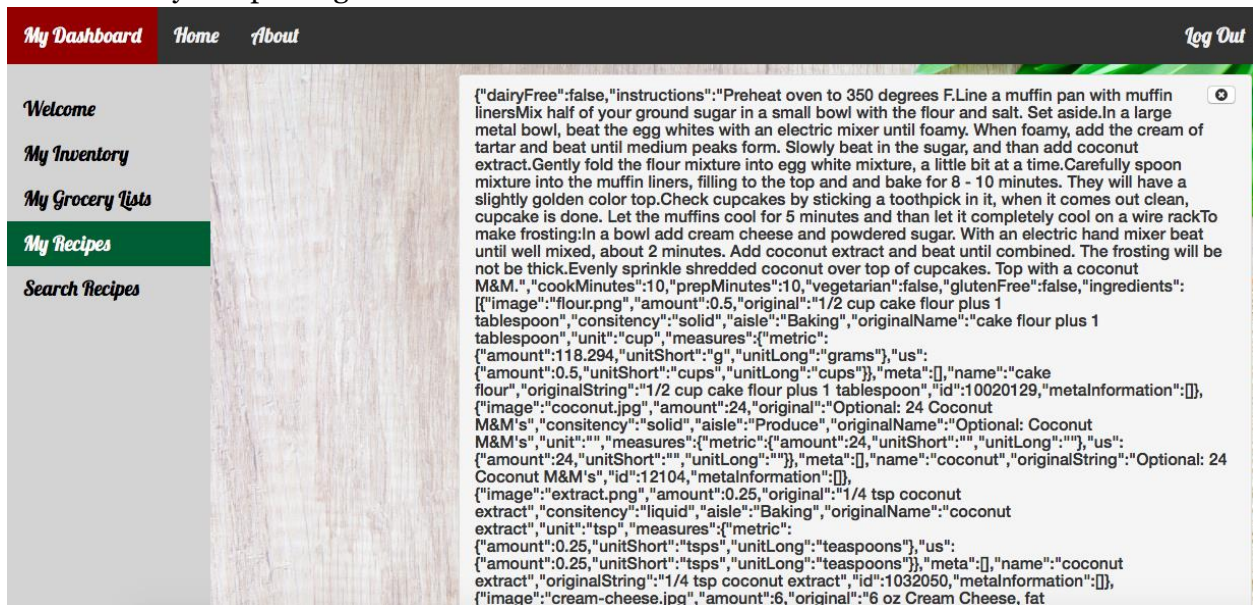 My Dashboard Home About Log Out
Welcome
My Inventory
My Grocery Lists
My Recipes
Search Recipes
{"dairyFree":false,"instructions":"Preheat oven to 350 degrees F.Line a muffin pan with muffin
linersMix half of your ground sugar in a small bowl with the flour and salt. Set aside.In a large
metal bowl, beat the egg whites with an electric mixer until foamy. When foamy, add the cream of
tartar and beat until medium peaks form. Slowly beat in the sugar, and than add coconut
extract.Gently fold the flour mixture into egg white mixture, a little bit at a time.Carefully spoon
mixture into the muffin liners, filling to the top and and bake for 8 - 10 minutes. They will have a
slightly golden color top.Check cupcakes by sticking a toothpick in it, when it comes out clean,
cupcake is done. Let the muffins cool for 5 minutes and than let it completely cool on a wire rackTo
make frosting:In a bowl add cream cheese and powdered sugar. With an electric hand mixer beat
until well mixed, about 2 minutes. Add coconut extract and beat until combined. The frosting will be
not be thick.Evenly sprinkle shredded coconut over top of cupcakes. Top with a coconut
M&M.","cookMinutes":10,"prepMinutes":10,"vegetarian":false,"glutenFree":false,"ingredients":
[{"image":"flour.png","amount":0.5,"original":"1/2 cup cake flour plus 1
tablespoon","consitency":"solid","aisle":"Baking","originalName":"cake flour plus 1
tablespoon","unit":"cup","measures":{"metric":
{"amount":118.294,"unitShort":"g","unitLong":"grams"},"us":
{"amount":0.5,"unitShort":"cups","unitLong":"cups"}},"meta":[],"name":"cake
flour","originalString":"1/2 cup cake flour plus 1 tablespoon","id":10020129,"metaInformation":[]},
{"image":"coconut.jpg","amount":24,"original":"Optional: 24 Coconut
M&M's","consitency":"solid","aisle":"Produce","originalName":"Optional: Coconut
M&M's","unit":"","measures":{"metric":{"amount":24,"unitShort":"","unitLong":""},"us":
{"amount":24,"unitShort":"","unitLong":""}},"meta":[],"name":"coconut","originalString":"Optional: 24
Coconut M&M's","id":12104,"metaInformation":[]},
{"image":"extract.png","amount":0.25,"original":"1/4 tsp coconut
extract","consitency":"liquid","aisle":"Baking","originalName":"coconut
extract","unit":"tsp","measures":{"metric":
{"amount":0.25,"unitShort":"tsps","unitLong":"teaspoons"},"us":
{"amount":0.25,"unitShort":"tsps","unitLong":"teaspoons"}},"meta":[],"name":"coconut
extract","originalString":"1/4 tsp coconut extract","id":1032050,"metaInformation":[]},
{"image":"cream-cheese.jpg","amount":6,"original":"6 oz Cream Cheese, fat